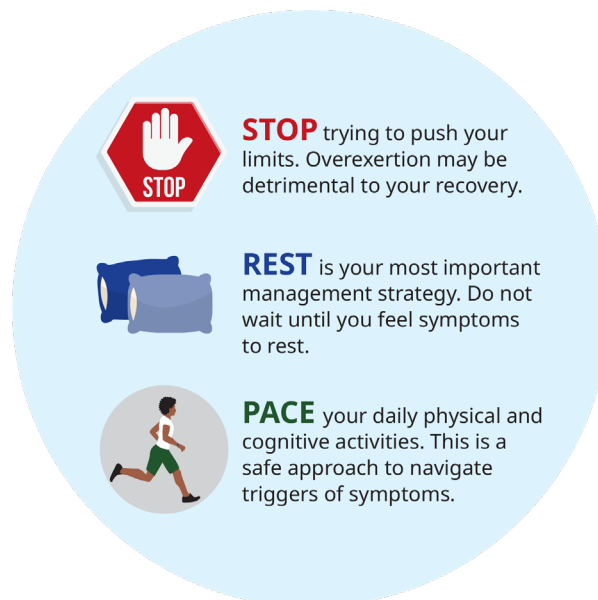 STOP
STOP trying to push your
limits. Overexertion may be
detrimental to your recovery.
REST is your most important
management strategy. Do not
wait until you feel symptoms
to rest.
PACE your daily physical and
cognitive activities. This is a
safe approach to navigate
triggers of symptoms.